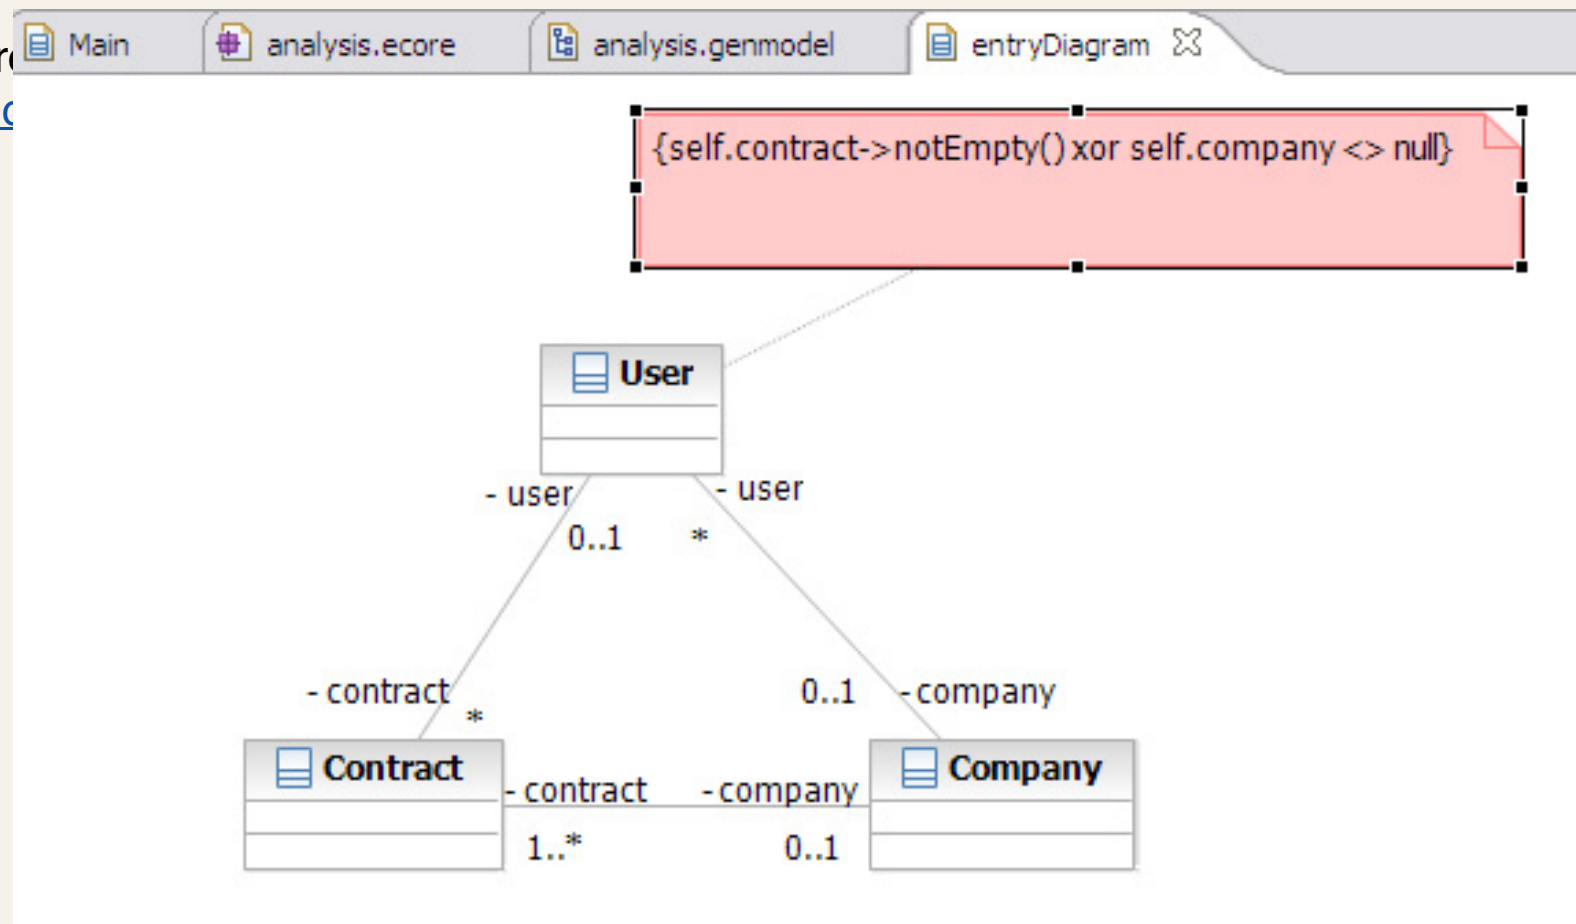 Main analysis.ecore analysis.genmodel entryDiagram
{self.contract->notEmpty() xor self.company <> null}
User
- user - user
0..1 *
- contract 0..1 - company
*
Contract Company
- contract - company
1..* 0..1